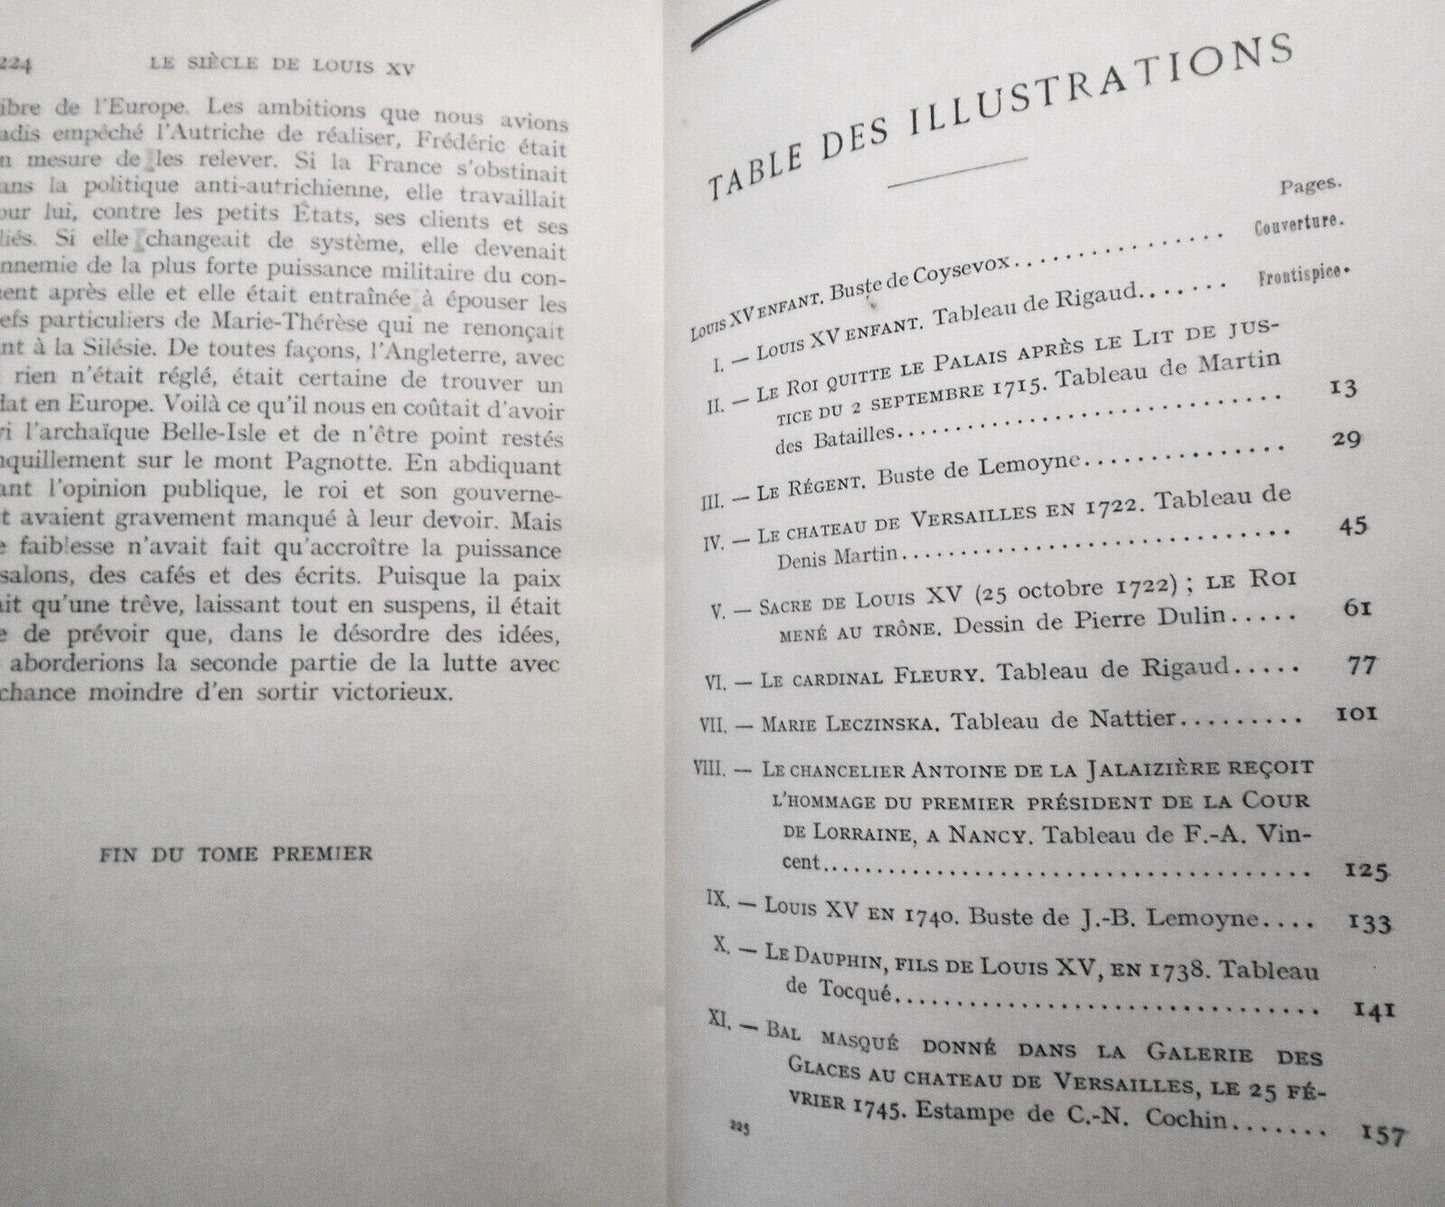 224 LE SIÈCLE DE LOUIS XV
ibre de l'Europe. Les ambitions que nous avions
adis empêché l'Autriche de réaliser, Frédéric était
n mesure de les relever. Si la France s'obstinait
ans la politique anti-autrichienne, elle travaillait
our lui, contre les petits États, ses clients et ses
liés. Si elle changeait de système, elle devenait
nnemie de la plus forte puissance militaire du con-
nent après elle et elle était entraînée à épouser les
efs particuliers de Marie-Thérèse qui ne renonçait
nt à la Silésie. De toutes façons, l'Angleterre, avec
rien n'était réglé, était certaine de trouver un
dat en Europe. Voilà ce qu'il nous en coûtait d'avoir
vi l'archaïque Belle-Isle et de n'être point restés
nquillement sur le mont Pagnotte. En abdiquant
ant l'opinion publique, le roi et son gouverne-
t avaient gravement manqué à leur devoir. Mais
e faiblesse n'avait fait qu'accroître la puissance
salons, des cafés et des écrits. Puisque la paix
ait qu'une trêve, laissant tout en suspens, il était
e de prévoir que, dans le désordre des idées,
aborderions la seconde partie de la lutte avec
chance moindre d'en sortir victorieux.
FIN DU TOME PREMIER
TABLE DES ILLUSTRATIONS
Pages.
LOUIS XV ENFANT. Buste de Coysevox............ Couverture.
I. — LOUIS XV ENFANT. Tableau de Rigaud....... Frontispice.
II. — LE ROI QUITTE LE PALAIS APRÈS LE LIT DE JUS-
TICE DU 2 SEPTEMBRE 1715. Tableau de Martin
des Batailles.............................. 13
III. — LE RÉGENT. Buste de Lemoyne............... 29
IV. — LE CHATEAU DE VERSAILLES EN 1722. Tableau de
Denis Martin.............................. 45
V. — SACRE DE LOUIS XV (25 octobre 1722) ; LE ROI
MENÉ AU TRÔNE. Dessin de Pierre Dulin..... 61
VI. — LE CARDINAL FLEURY. Tableau de Rigaud..... 77
VII. — MARIE LECZINSKA. Tableau de Nattier......... 101
VIII. — LE CHANCELIER ANTOINE DE LA JALAIZIÈRE REÇOIT
L'HOMMAGE DU PREMIER PRÉSIDENT DE LA COUR
DE LORRAINE, A NANCY. Tableau de F.-A. Vin-
cent..................................... 125
IX. — LOUIS XV EN 1740. Buste de J.-B. Lemoyne.... 133
X. — LE DAUPHIN, FILS DE LOUIS XV, EN 1738. Tableau
de Tocqué................................ 141
XI. — BAL MASQUÉ DONNÉ DANS LA GALERIE DES
GLACES AU CHATEAU DE VERSAILLES, LE 25 FÉ-
VRIER 1745. Estampe de C.-N. Cochin....... 157
225